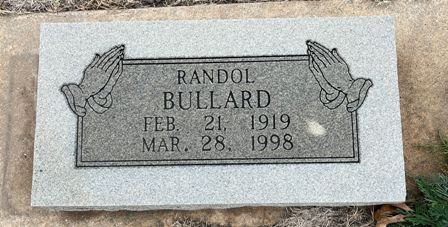 RANDOL
BULLARD
FEB. 21, 1919
MAR. 28, 1998